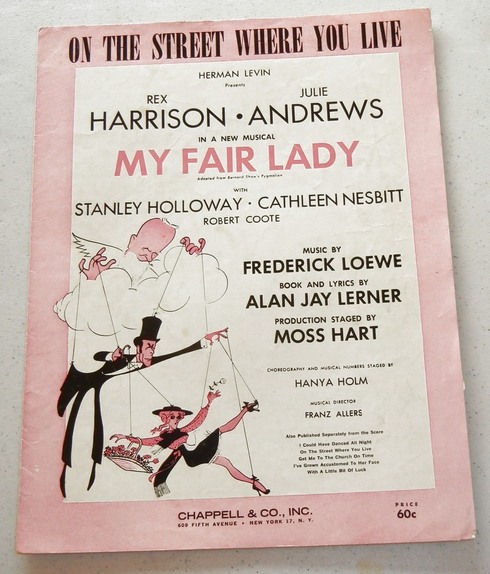 ON THE STREET WHERE YOU LIVE
HERMAN LEVIN
Presents
REX JULIE
HARRISON • ANDREWS
IN A NEW MUSICAL
MY FAIR LADY
Adapted from Bernard Shaw's Pygmalion
WITH
STANLEY HOLLOWAY • CATHLEEN NESBITT
ROBERT COOTE
MUSIC BY
FREDERICK LOEWE
BOOK AND LYRICS BY
ALAN JAY LERNER
PRODUCTION STAGED BY
MOSS HART
CHOREOGRAPHY AND MUSICAL NUMBERS STAGED BY
HANYA HOLM
MUSICAL DIRECTOR
FRANZ ALLERS
Also Published Separately from the Score
I Could Have Danced All Night
On The Street Where You Live
Get Me To The Church On Time
I've Grown Accustomed To Her Face
With A Little Bit Of Luck
CHAPPELL & CO., INC.
609 FIFTH AVENUE • NEW YORK 17, N. Y.
PRICE
60c